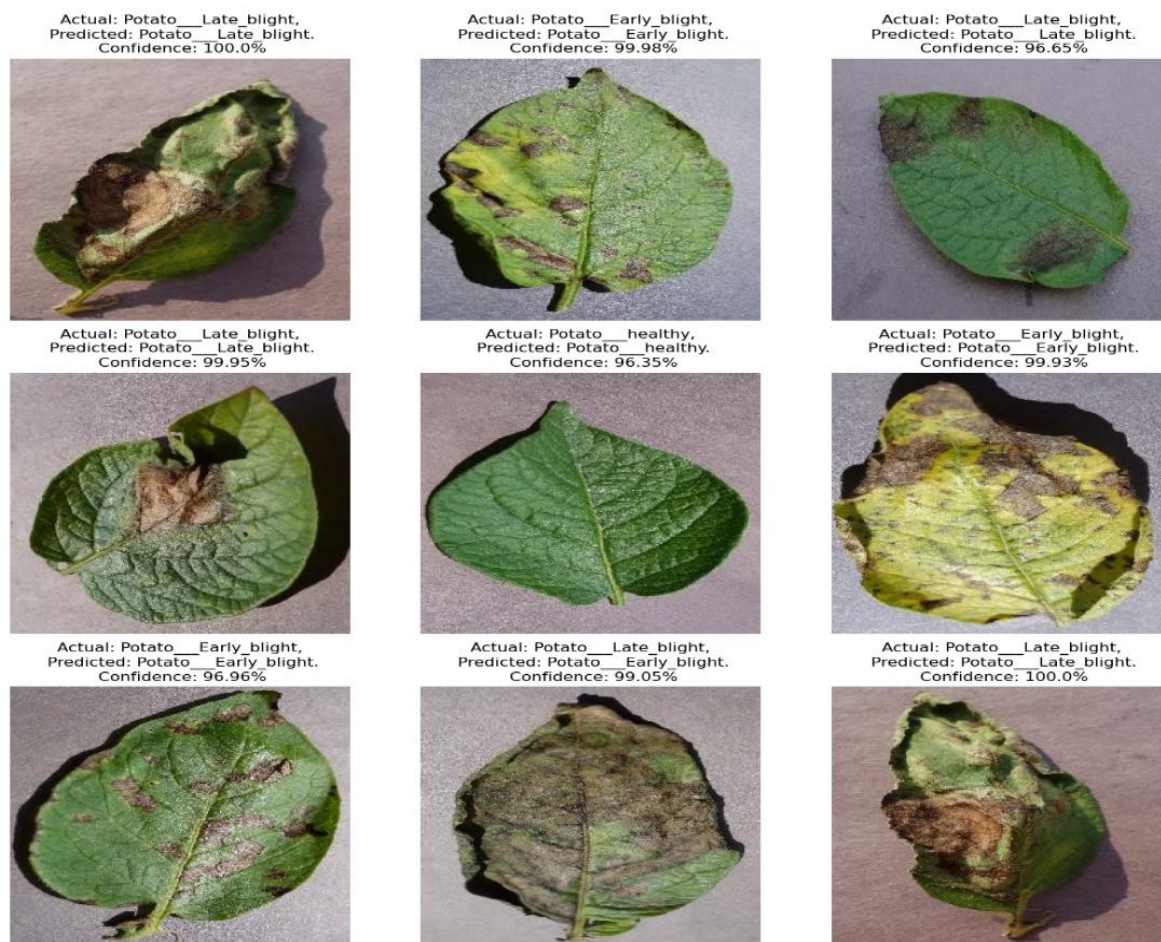 Actual: Potato___Late_blight,
Predicted: Potato___Late_blight.
Confidence: 100.0%
Actual: Potato___Early_blight,
Predicted: Potato___Early_blight.
Confidence: 99.98%
Actual: Potato___Late_blight,
Predicted: Potato___Late_blight.
Confidence: 96.65%
Actual: Potato___Late_blight,
Predicted: Potato___Late_blight.
Confidence: 99.95%
Actual: Potato___healthy,
Predicted: Potato___healthy.
Confidence: 96.35%
Actual: Potato___Early_blight,
Predicted: Potato___Early_blight.
Confidence: 99.93%
Actual: Potato___Early_blight,
Predicted: Potato___Early_blight.
Confidence: 96.96%
Actual: Potato___Late_blight,
Predicted: Potato___Early_blight.
Confidence: 99.05%
Actual: Potato___Late_blight,
Predicted: Potato___Late_blight.
Confidence: 100.0%